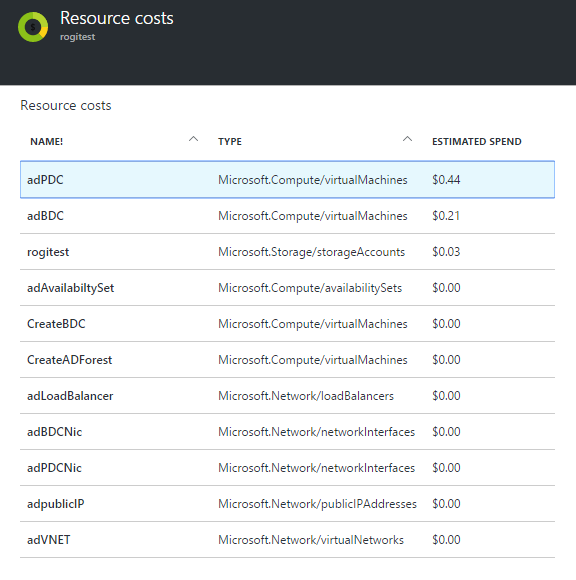 Resource costs
rogitest
Resource costs
NAME! TYPE ESTIMATED SPEND
adPDC Microsoft.Compute/virtualMachines $0.44
adBDC Microsoft.Compute/virtualMachines $0.21
rogitest Microsoft.Storage/storageAccounts $0.03
adAvailabiltySet Microsoft.Compute/availabilitySets $0.00
CreateBDC Microsoft.Compute/virtualMachines $0.00
CreateADForest Microsoft.Compute/virtualMachines $0.00
adLoadBalancer Microsoft.Network/loadBalancers $0.00
adBDCNic Microsoft.Network/networkInterfaces $0.00
adPDCNic Microsoft.Network/networkInterfaces $0.00
adpublicIP Microsoft.Network/publicIPAddresses $0.00
adVNET Microsoft.Network/virtualNetworks $0.00